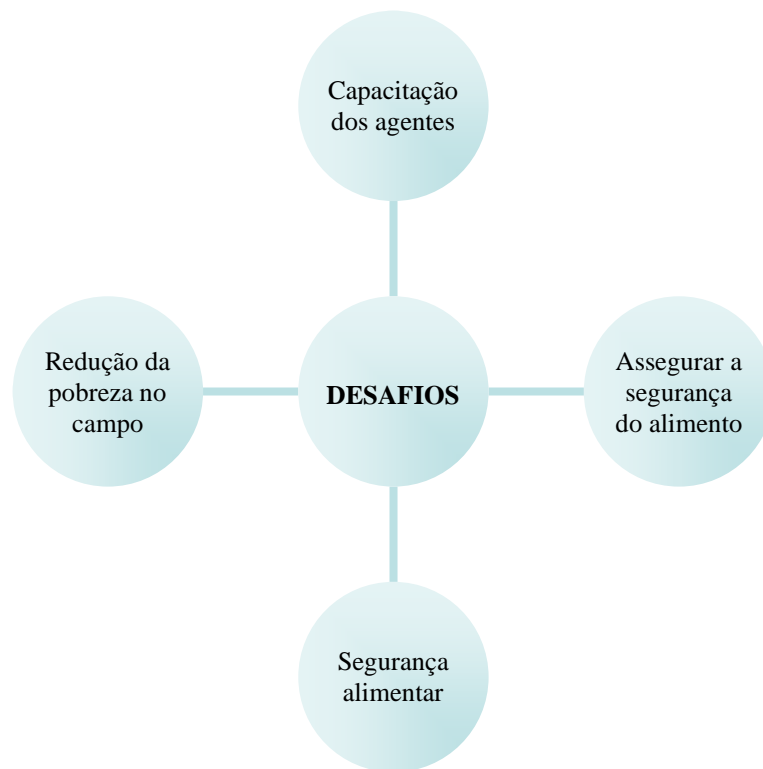 Capacitação
dos agentes
Redução da
pobreza no
campo
DESAFIOS
Assegurar a
segurança
do alimento
Segurança
alimentar